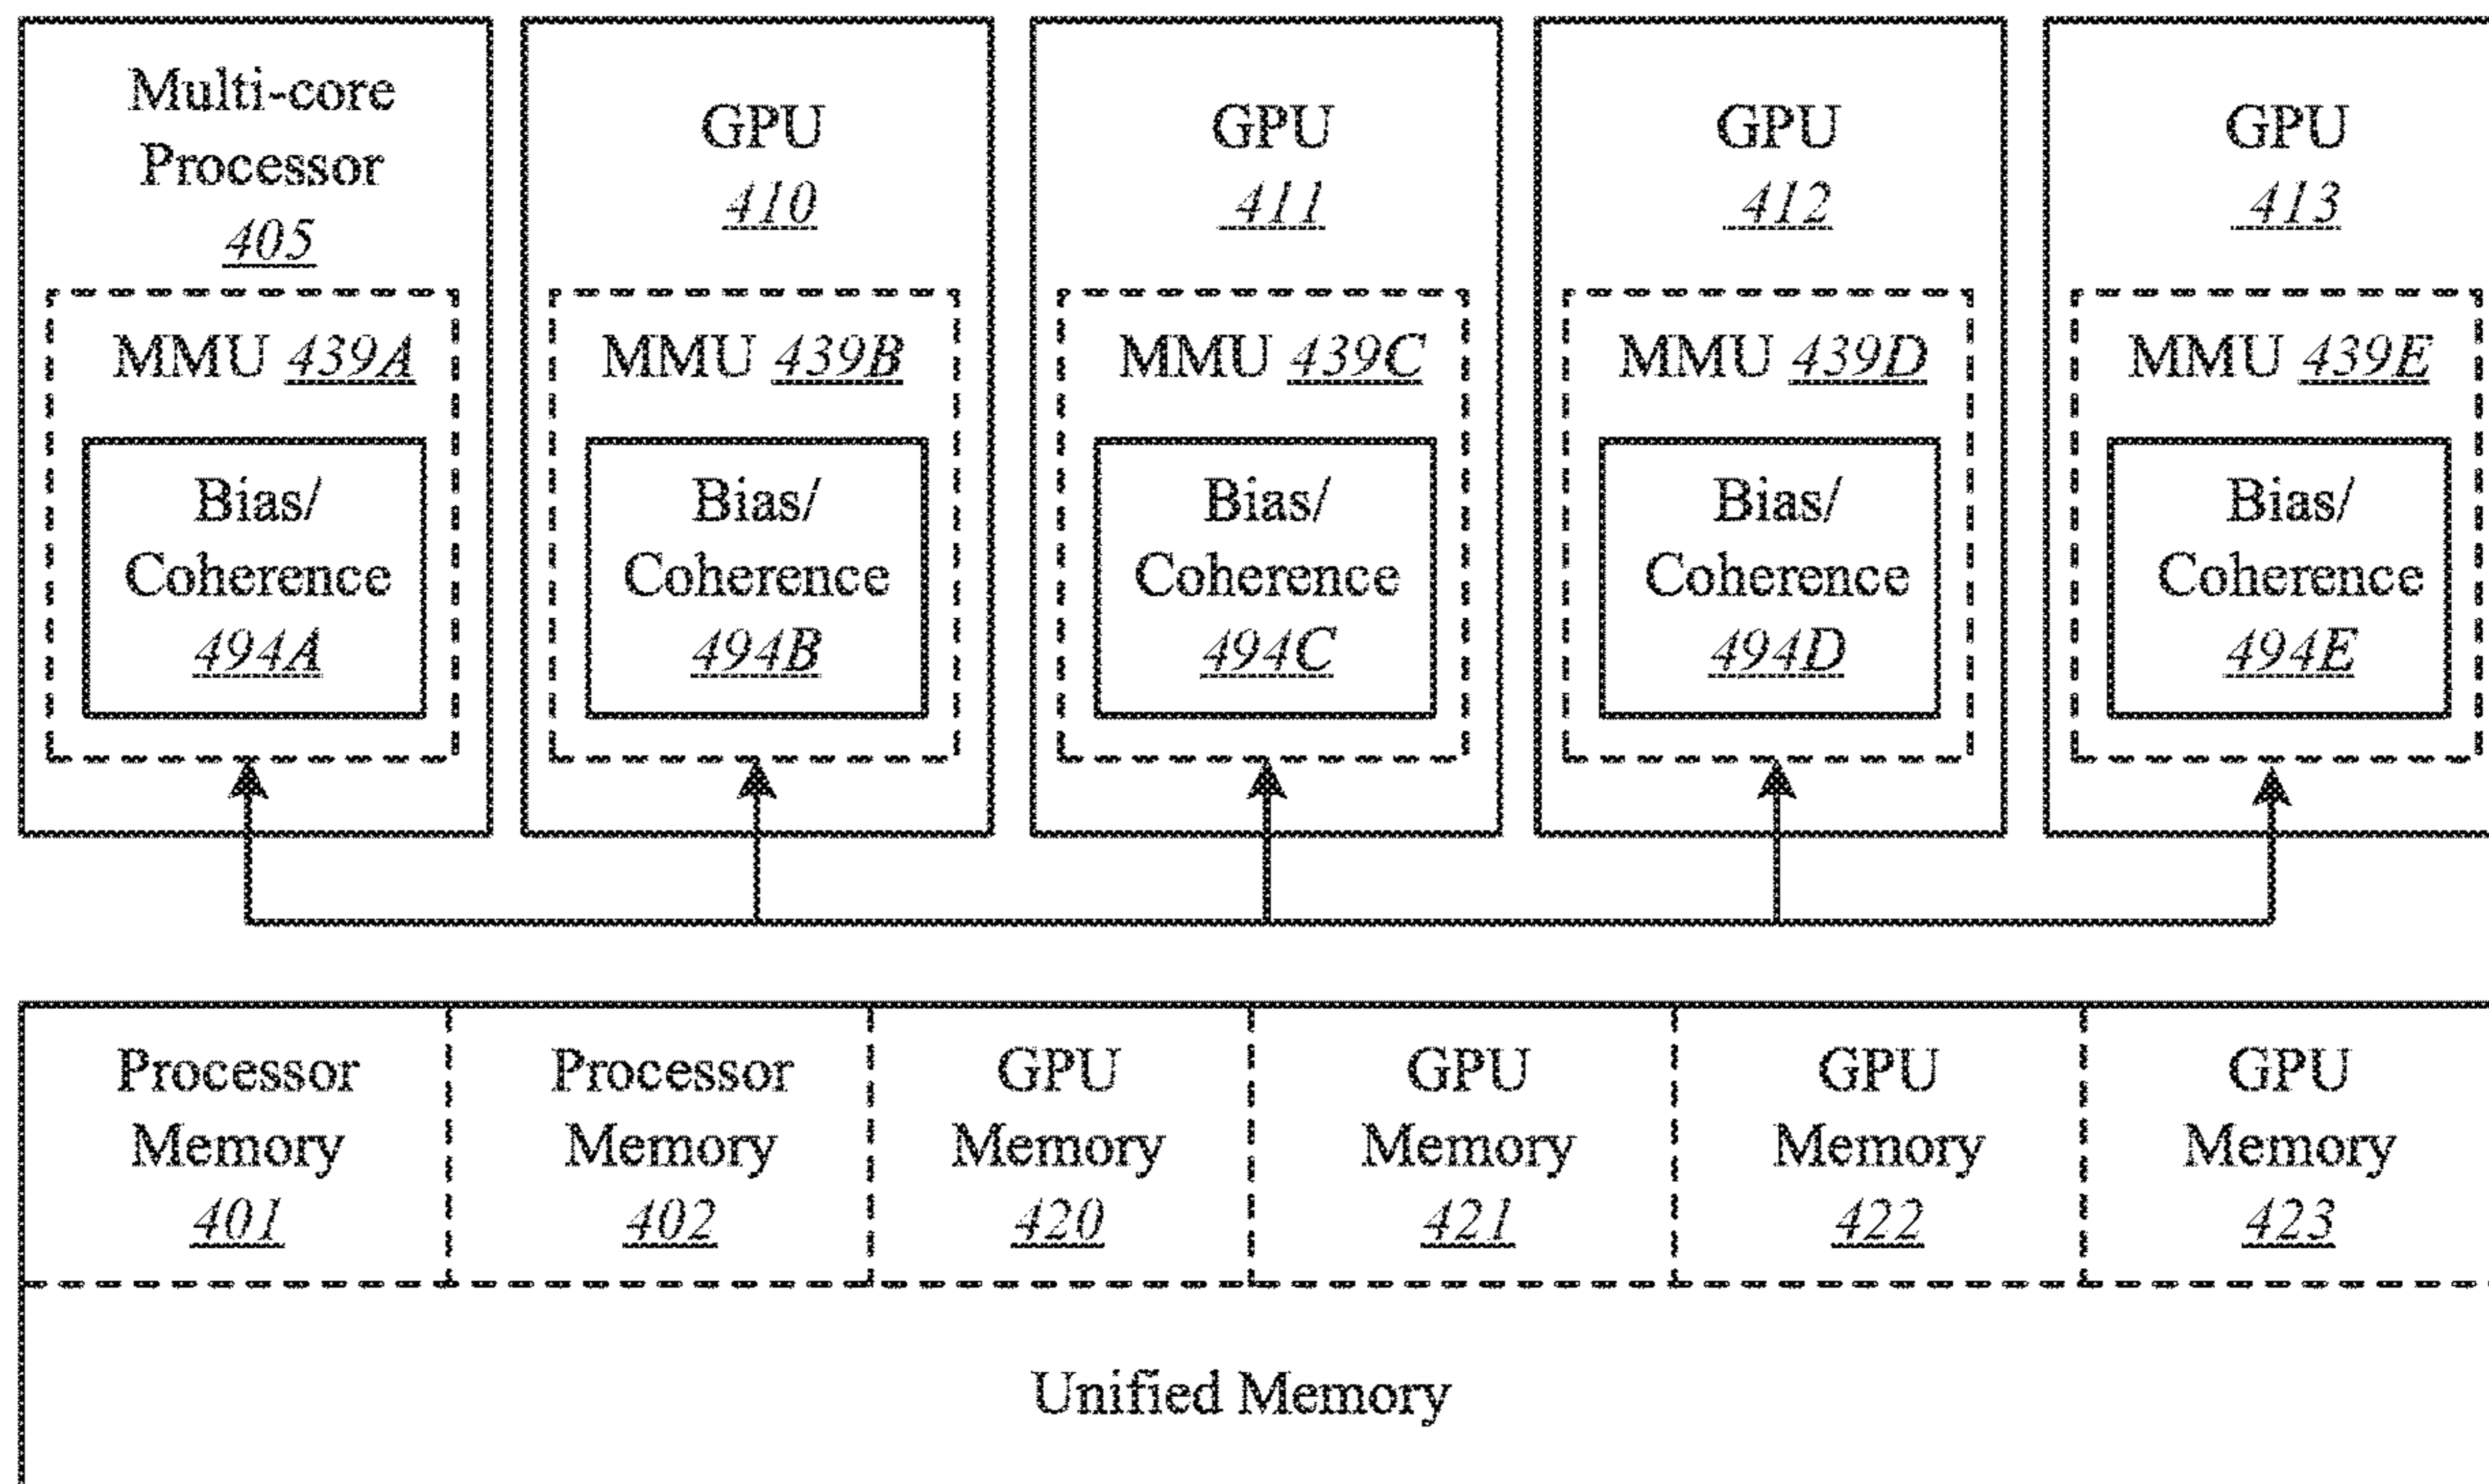 Multi-core
Processor
405
MMU 439A
Bias/
Coherence
494A
GPU
410
MMU 439B
Bias/
Coherence
494B
GPU
411
MMU 439C
Bias/
Coherence
494C
GPU
412
MMU 439D
Bias/
Coherence
494D
GPU
413
MMU 439E
Bias/
Coherence
494E
Processor
Memory
401
Processor
Memory
402
GPU
Memory
420
GPU
Memory
421
GPU
Memory
422
GPU
Memory
423
Unified Memory